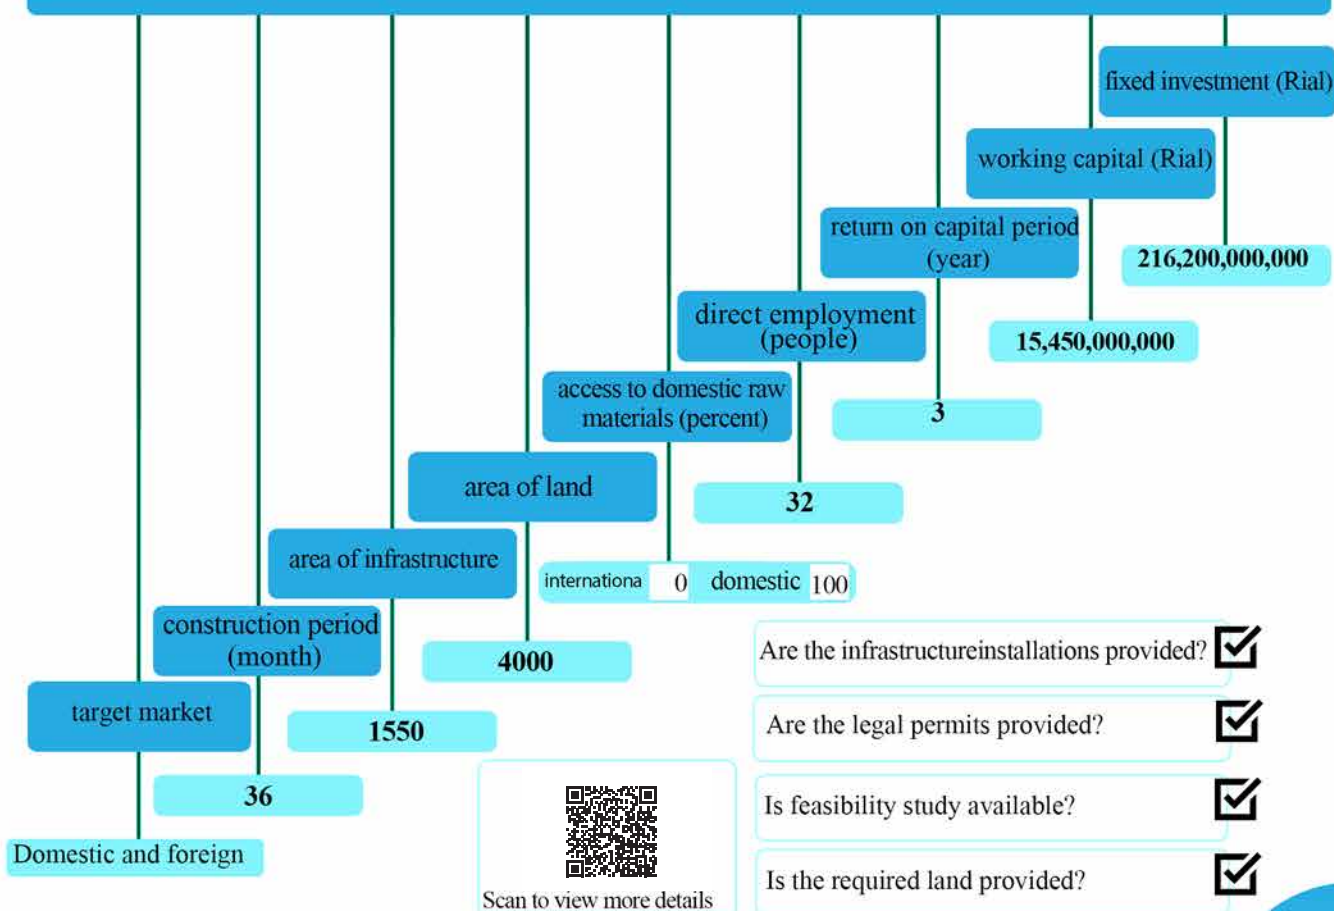 fixed investment (Rial)
216,200,000,000
working capital (Rial)
15,450,000,000
return on capital period
(year)
3
direct employment
(people)
32
access to domestic raw
materials (percent)
internationa 0 domestic 100
area of land
4000
area of infrastructure
1550
construction period
(month)
36
target market
Domestic and foreign
Are the infrastructureinstallations provided?
Are the legal permits provided?
Is feasibility study available?
Is the required land provided?
Scan to view more details